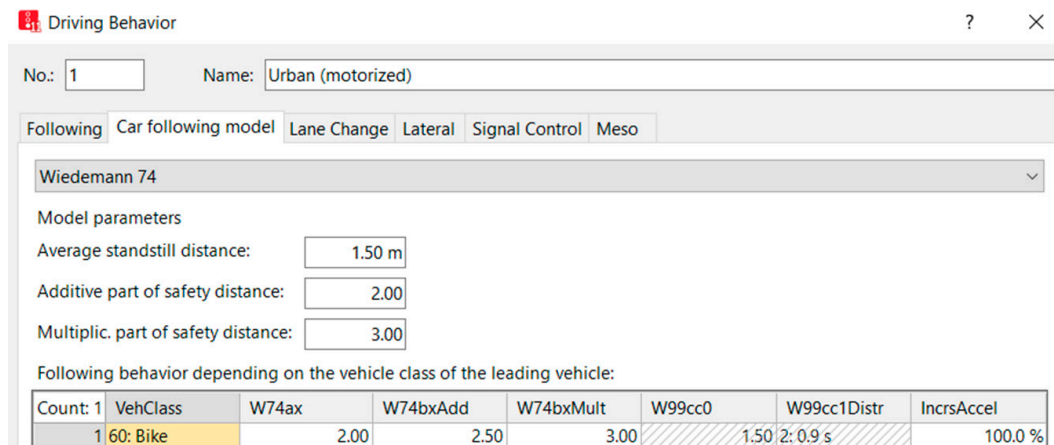 Driving Behavior ? ×
No.: 1 Name: Urban (motorized)
Following Car following model Lane Change Lateral Signal Control Meso
Wiedemann 74
Model parameters
Average standstill distance: 1.50 m
Additive part of safety distance: 2.00
Multiplic. part of safety distance: 3.00
Following behavior depending on the vehicle class of the leading vehicle:
Count: 1 VehClass W74ax W74bxAdd W74bxMult W99cc0 W99cc1Distr IncrsAccel
1 60: Bike 2.00 2.50 3.00 1.50 2: 0.9 s 100.0 %